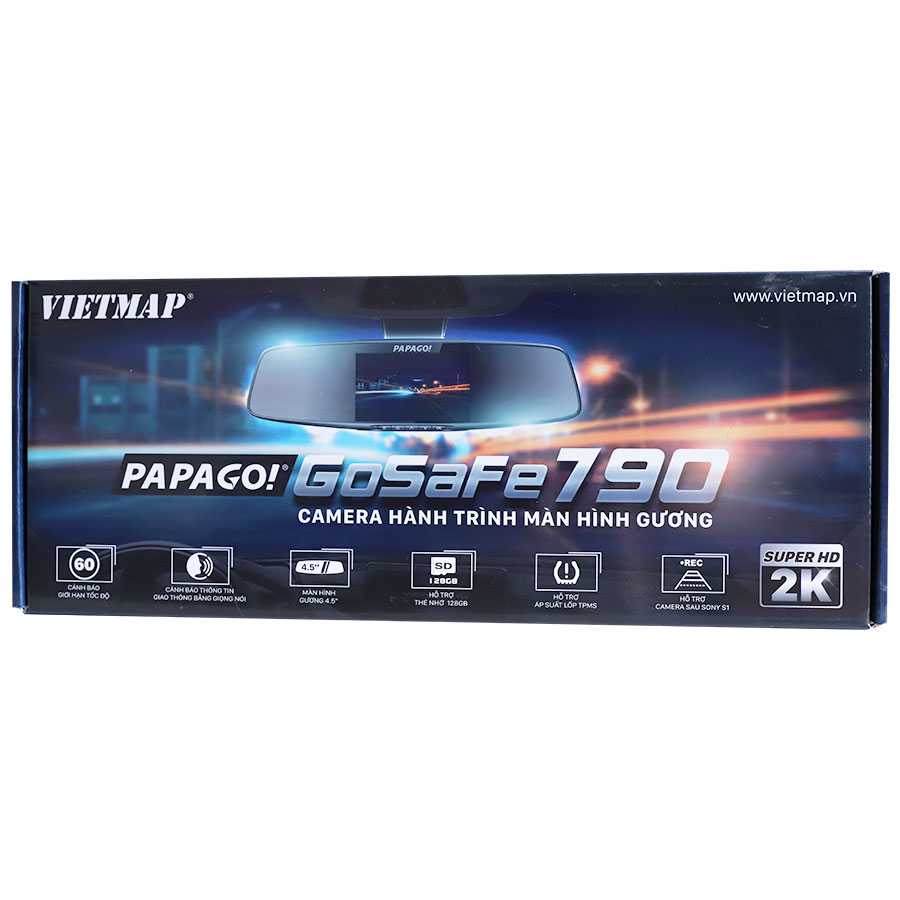 VIETMAP®
www.vietmap.vn
PAPAGO!
PAPAGO!® GoSaFe 790
CAMERA HÀNH TRÌNH MÀN HÌNH GƯƠNG
60
CẢNH BÁO
GIỚI HẠN TỐC ĐỘ
CẢNH BÁO THÔNG TIN
GIAO THÔNG BẰNG GIỌNG NÓI
4.5"
MÀN HÌNH
GƯƠNG 4.5"
SD
128GB
HỖ TRỢ
THẺ NHỚ 128GB
HỖ TRỢ
ÁP SUẤT LỐP TPMS
•REC
HỖ TRỢ
CAMERA SAU SONY S1
SUPER HD
2K